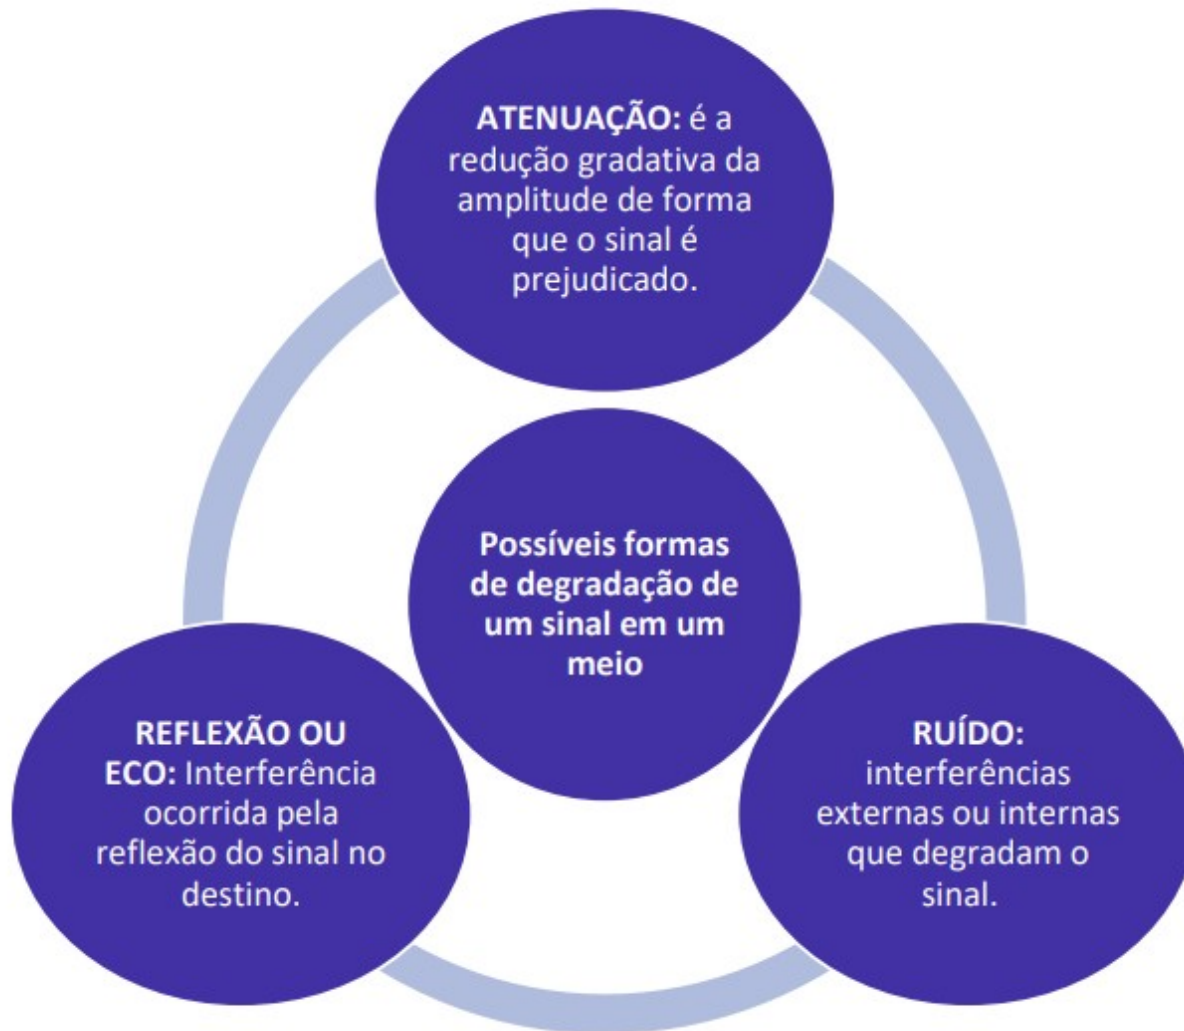 ATENUAÇÃO: é a
redução gradativa da
amplitude de forma
que o sinal é
prejudicado.
Possíveis formas
de degradação de
um sinal em um
meio
REFLEXÃO OU
ECO: Interferência
ocorrida pela
reflexão do sinal no
destino.
RUÍDO:
interferências
externas ou internas
que degradam o
sinal.